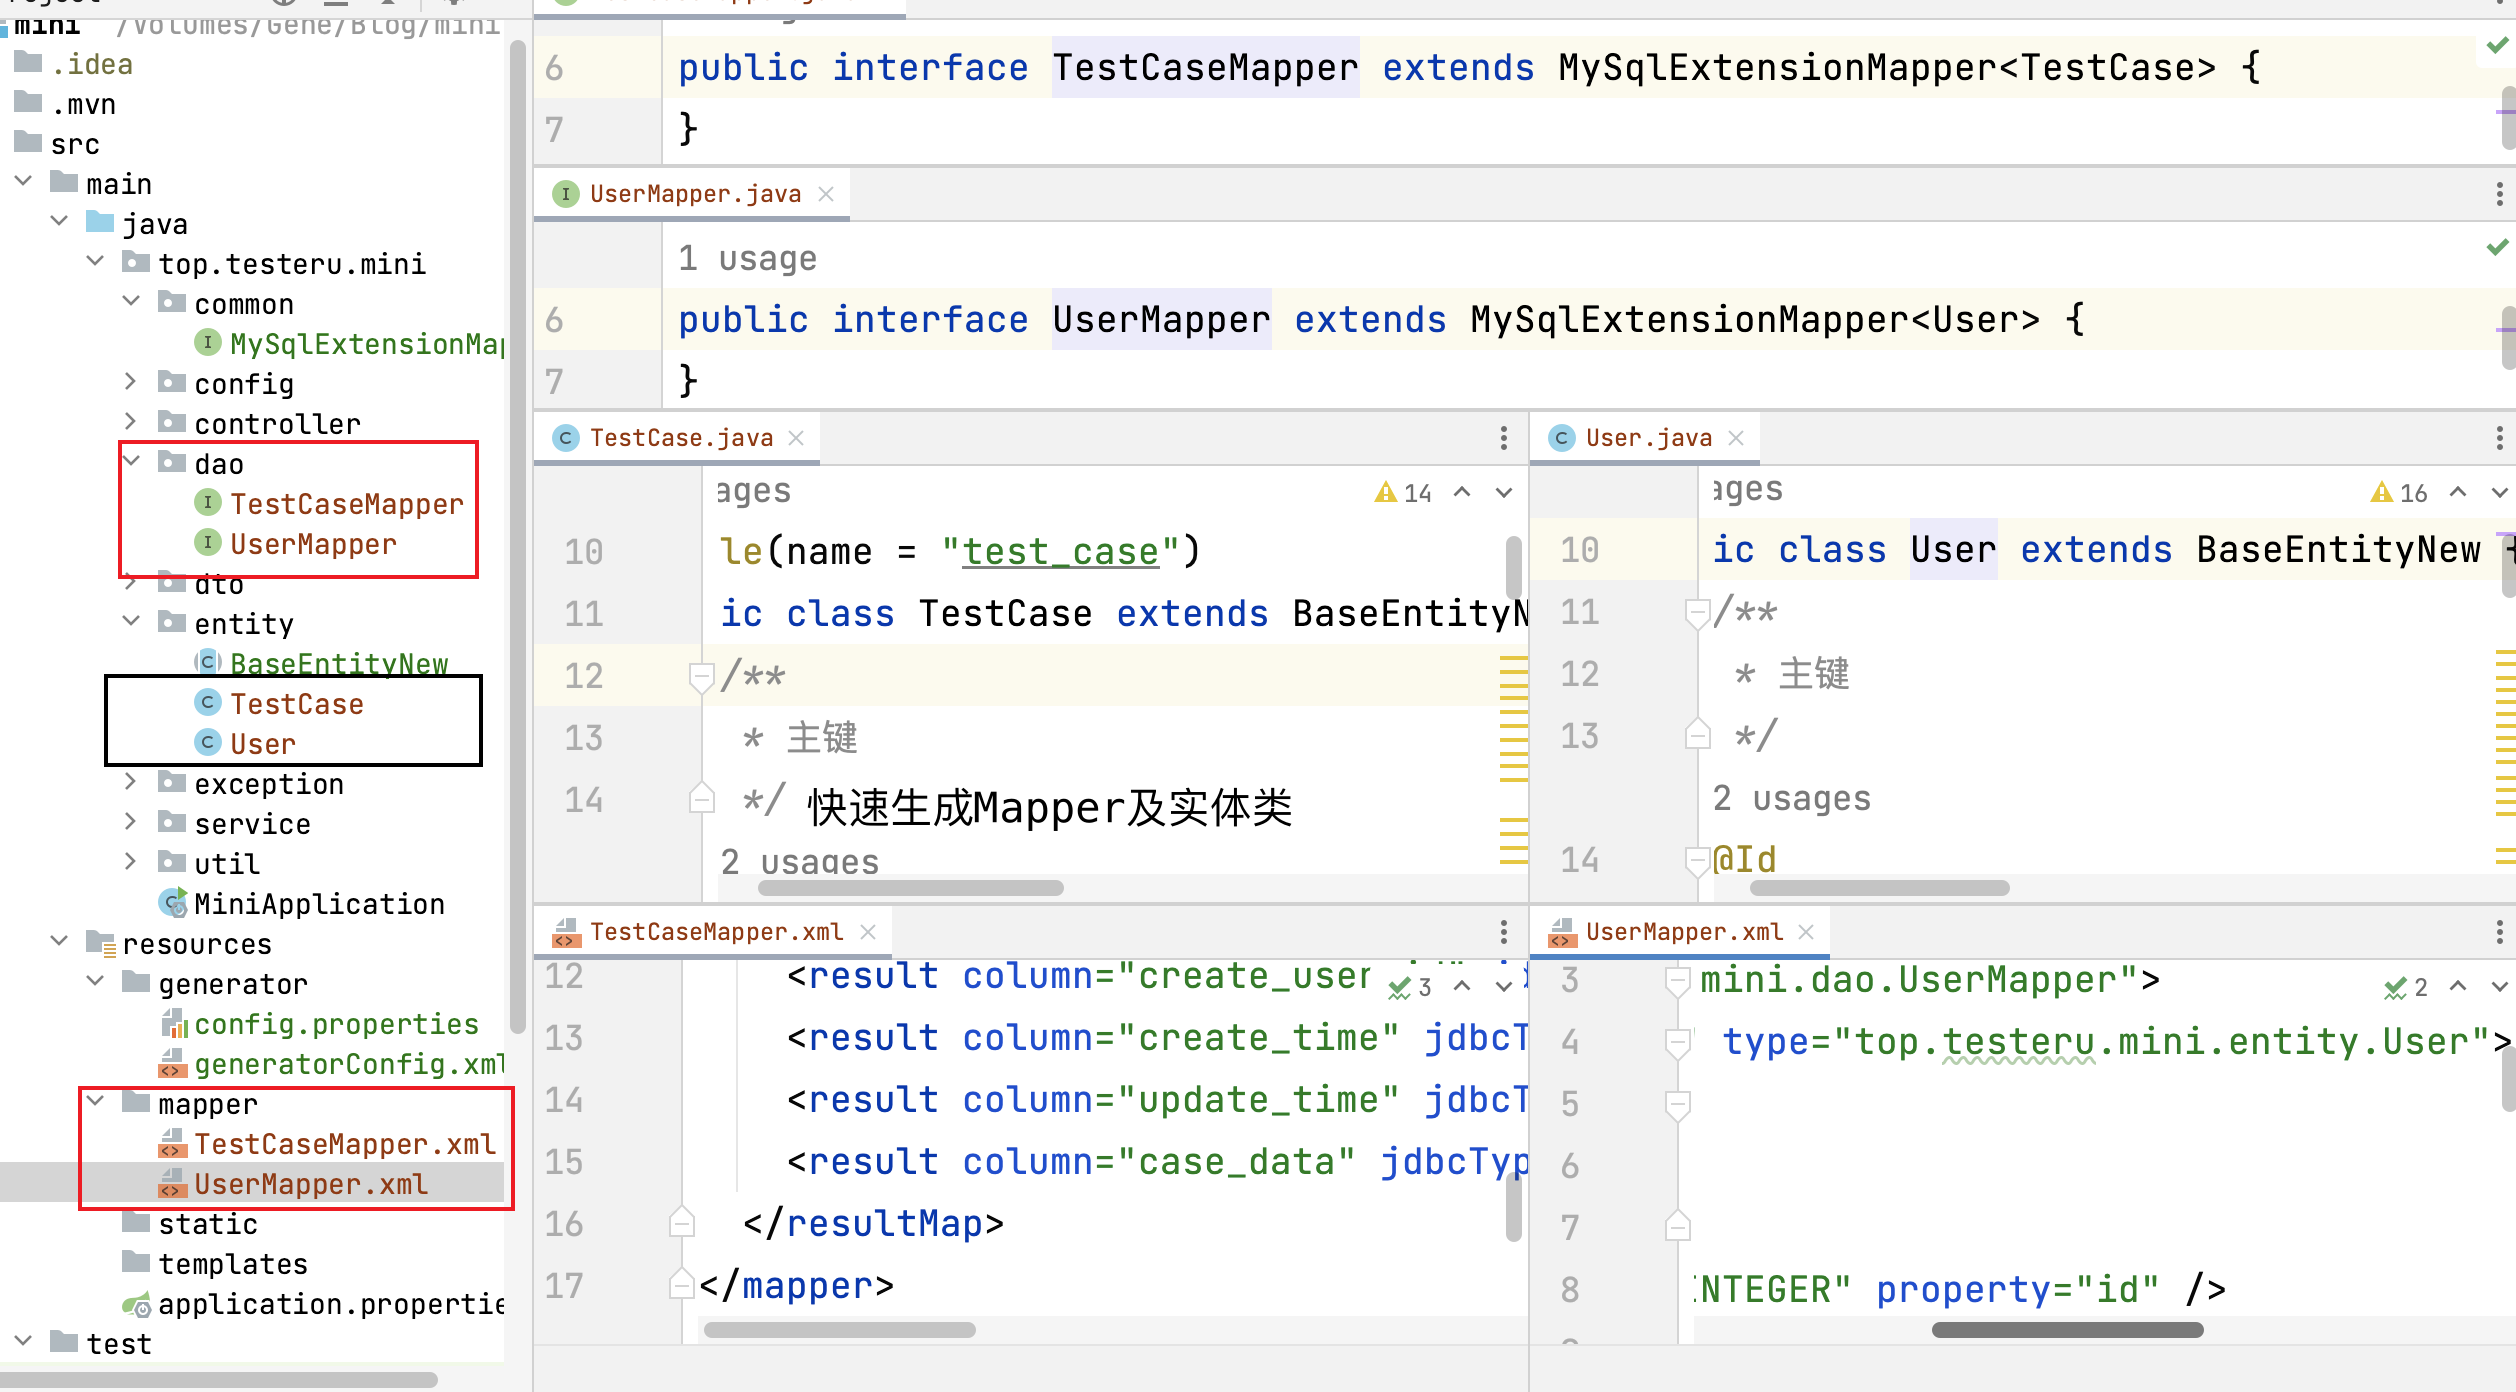 mini /Volumes/Gene/Blog/mini
.idea
.mvn
src
main
java
top.testeru.mini
common
MySqlExtensionMap
config
controller
dao
TestCaseMapper
UserMapper
dto
entity
BaseEntityNew
TestCase
User
exception
service
util
MiniApplication
resources
generator
config.properties
generatorConfig.xml
mapper
TestCaseMapper.xml
UserMapper.xml
static
templates
application.propertie
test
6 public interface TestCaseMapper extends MySqlExtensionMapper<TestCase> {
7 }
UserMapper.java
1 usage
6 public interface UserMapper extends MySqlExtensionMapper<User> {
7 }
TestCase.java
ages 14
10 le(name = "test_case")
11 ic class TestCase extends BaseEntityN
12 /**
13 * 主键
14 */ 快速生成Mapper及实体类
2 usages
User.java
ages 16
10 ic class User extends BaseEntityNew {
11 /**
12 * 主键
13 */
2 usages
14 @Id
TestCaseMapper.xml
12 <result column="create_user 3
13 <result column="create_time" jdbcT
14 <result column="update_time" jdbcT
15 <result column="case_data" jdbcTyp
16 </resultMap>
17 </mapper>
UserMapper.xml
3 mini.dao.UserMapper"> 2
4 type="top.testeru.mini.entity.User">
5
6
7
8 INTEGER" property="id" />